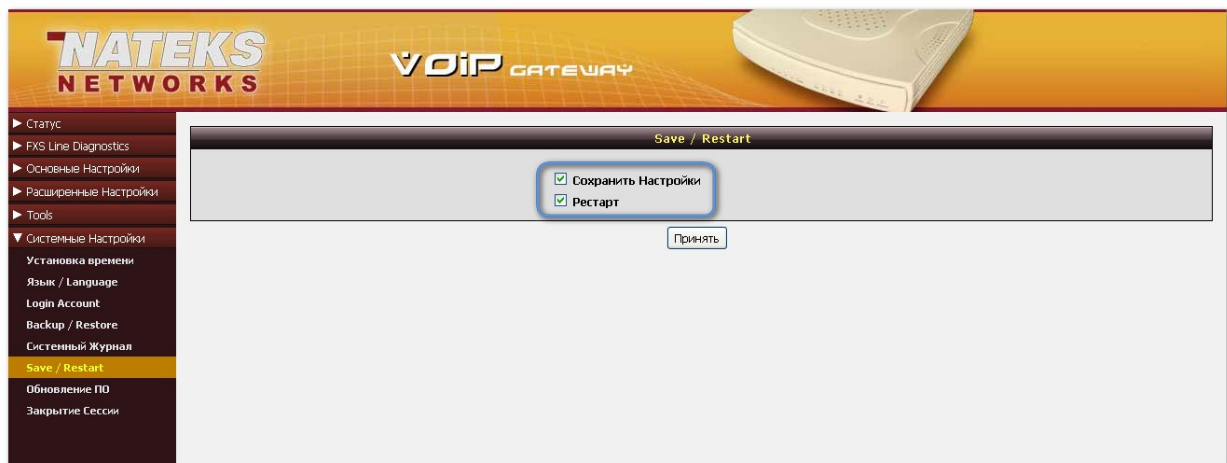 NATEKS
NETWORKS
VOiP GATEWAY
Статус
FXS Line Diagnostics
Основные Настройки
Расширенные Настройки
Tools
Системные Настройки
Установка времени
Язык / Language
Login Account
Backup / Restore
Системный Журнал
Save / Restart
Обновление ПО
Закрытие Сессии
Save / Restart
Сохранить Настройки
Рестарт
Принять